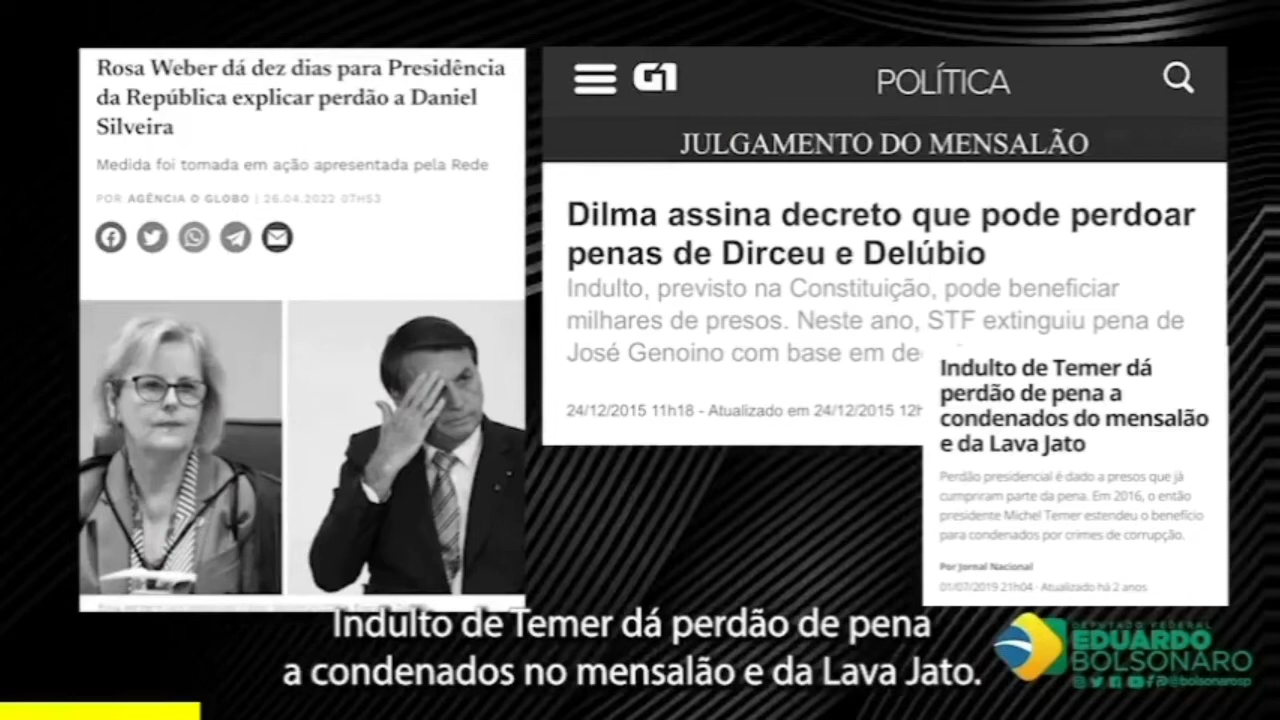 Rosa Weber dá dez dias para Presidência
da República explicar perdão a Daniel
Silveira
Medida foi tomada em ação apresentada pela Rede
POR AGÊNCIA O GLOBO | 26.04.2022 07H53
G1
POLÍTICA
JULGAMENTO DO MENSALÃO
Dilma assina decreto que pode perdoar
penas de Dirceu e Delúbio
Indulto, previsto na Constituição, pode beneficiar
milhares de presos. Neste ano, STF extinguiu pena de
José Genoino com base em de
24/12/2015 11h18 - Atualizado em 24/12/2015 12h
Indulto de Temer dá
perdão de pena a
condenados do mensalão
e da Lava Jato
Perdão presidencial é dado a presos que já
cumpriram parte da pena. Em 2016, o então
presidente Michel Temer estendeu o benefício
para condenados por crimes de corrupção.
Por Jornal Nacional
01/07/2019 21h04 · Atualizado há 2 anos
Indulto de Temer dá perdão de pena
a condenados no mensalão e da Lava Jato.
DEPUTADO FEDERAL
EDUARDO
BOLSONARO
@bolsonarosp